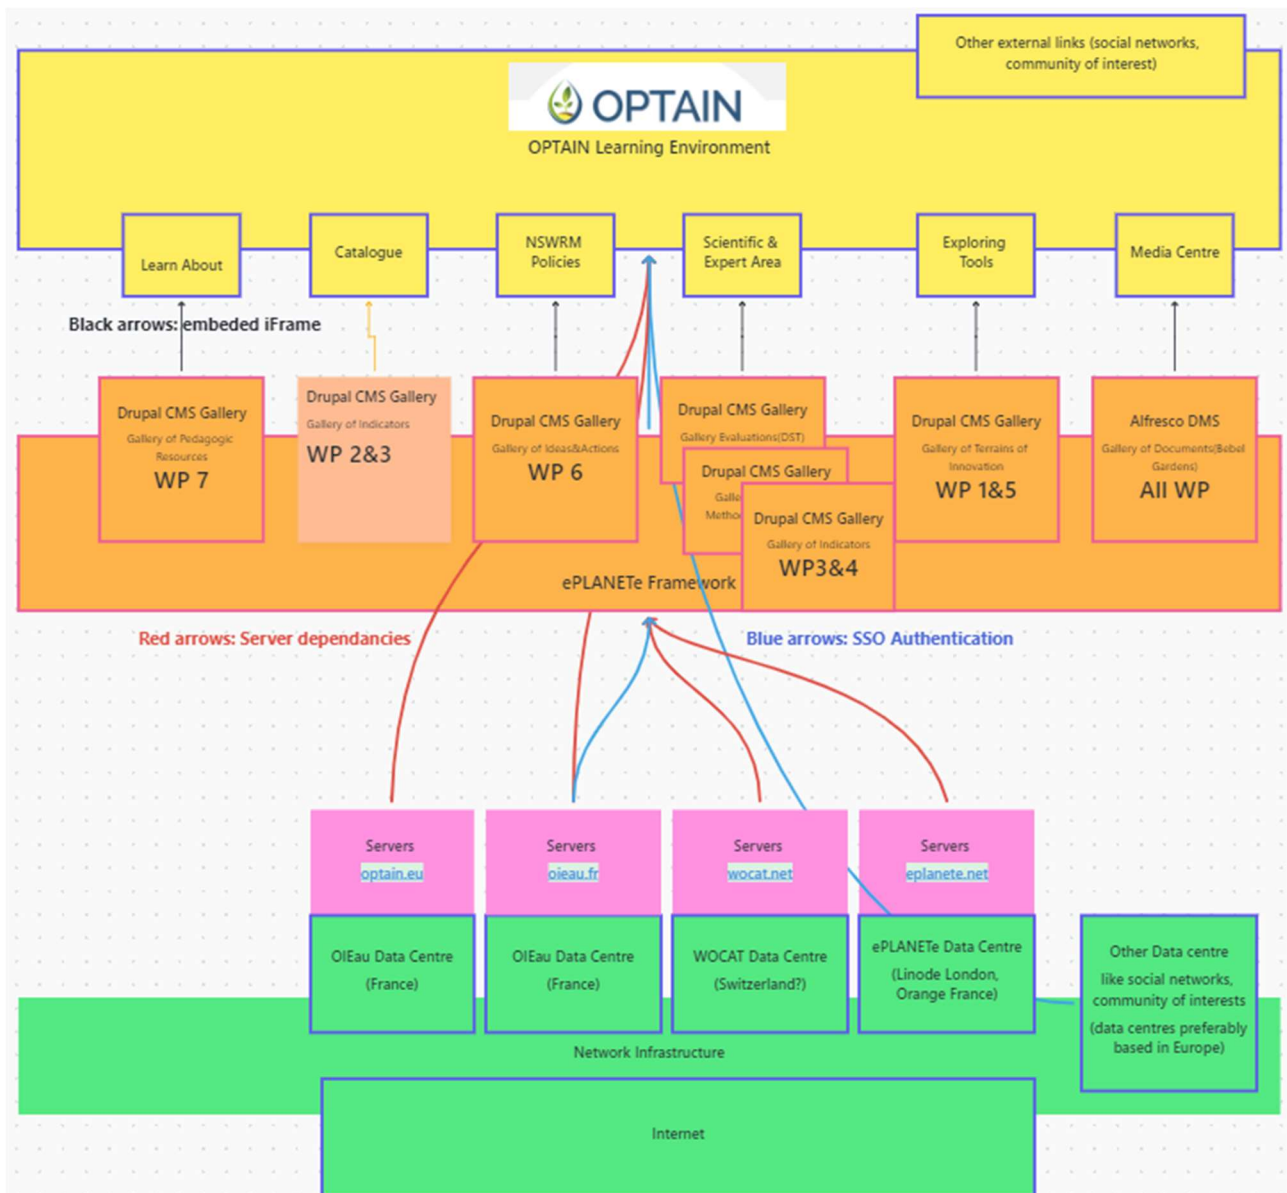 Other external links (social networks,
community of interest)
OPTAIN
OPTAIN Learning Environment
Learn About
Catalogue
NSWRM
Policies
Scientific &
Expert Area
Exploring
Tools
Media Centre
Black arrows: embeded iFrame
Drupal CMS Gallery
Gallery of Pedagogic
Resources
WP 7
Drupal CMS Gallery
Gallery of Indicators
WP 2&3
Drupal CMS Gallery
Gallery of Ideas&Actions
WP 6
Drupal CMS Gallery
Gallery Evaluations(DST)
Drupal CMS Gallery
Drupal CMS Gallery
Gallery of Indicators
WP3&4
Drupal CMS Gallery
Gallery of Terrains of
Innovation
WP 1&5
Alfresco DMS
Gallery of Documents(Bebel
Gardens)
All WP
ePLANETe Framework
Red arrows: Server dependancies
Blue arrows: SSO Authentication
Servers
optain.eu
Servers
oieau.fr
Servers
wocat.net
Servers
eplanete.net
OIEau Data Centre
(France)
OIEau Data Centre
(France)
WOCAT Data Centre
(Switzerland?)
ePLANETe Data Centre
(Linode London,
Orange France)
Other Data centre
like social networks,
community of interests
(data centres preferably
based in Europe)
Network Infrastructure
Internet